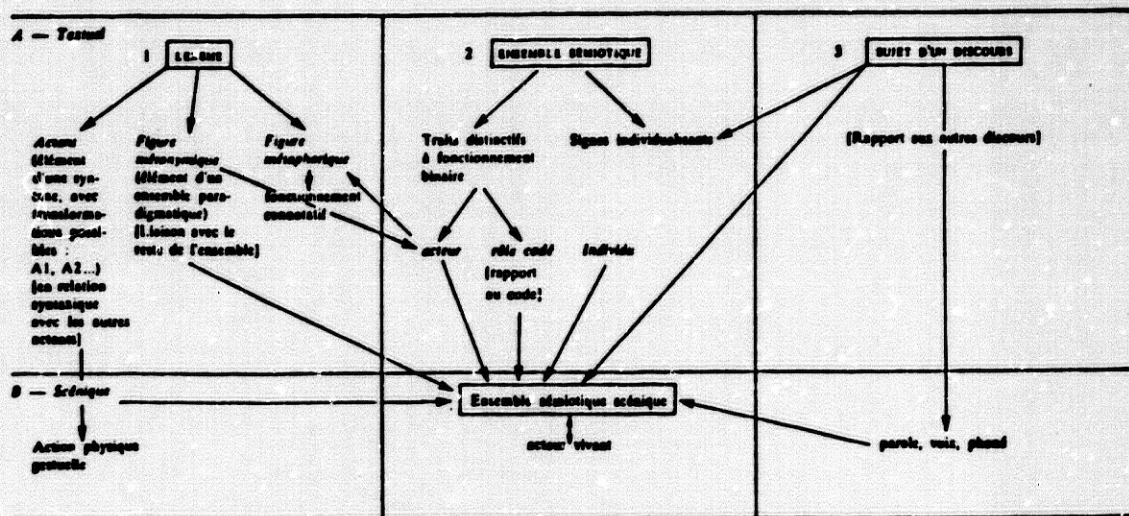 A — Textuel
1 LEXEME
2 ENSEMBLE SEMIOTIQUE
3 SUJET D'UN DISCOURS
Actant
(élément
d'une syn-
taxe, avec
transforma-
tions possi-
bles :
A1, A2...)
[en relation
syntaxique
avec les autres
actants]
Figure
métonymique
(élément d'un
ensemble para-
digmatique)
[Liaison avec le
reste de l'ensemble]
Figure
métaphorique
fonctionnement
connotatif
Traits distinctifs
à fonctionnement
binaire
Signes individualisants
acteur
rôle codé
[rapport
au code]
individu
[Rapport aux autres discours]
B — Scénique
Action physique
gestuelle
Ensemble sémiotique scénique
acteur vivant
parole, voix, phoné